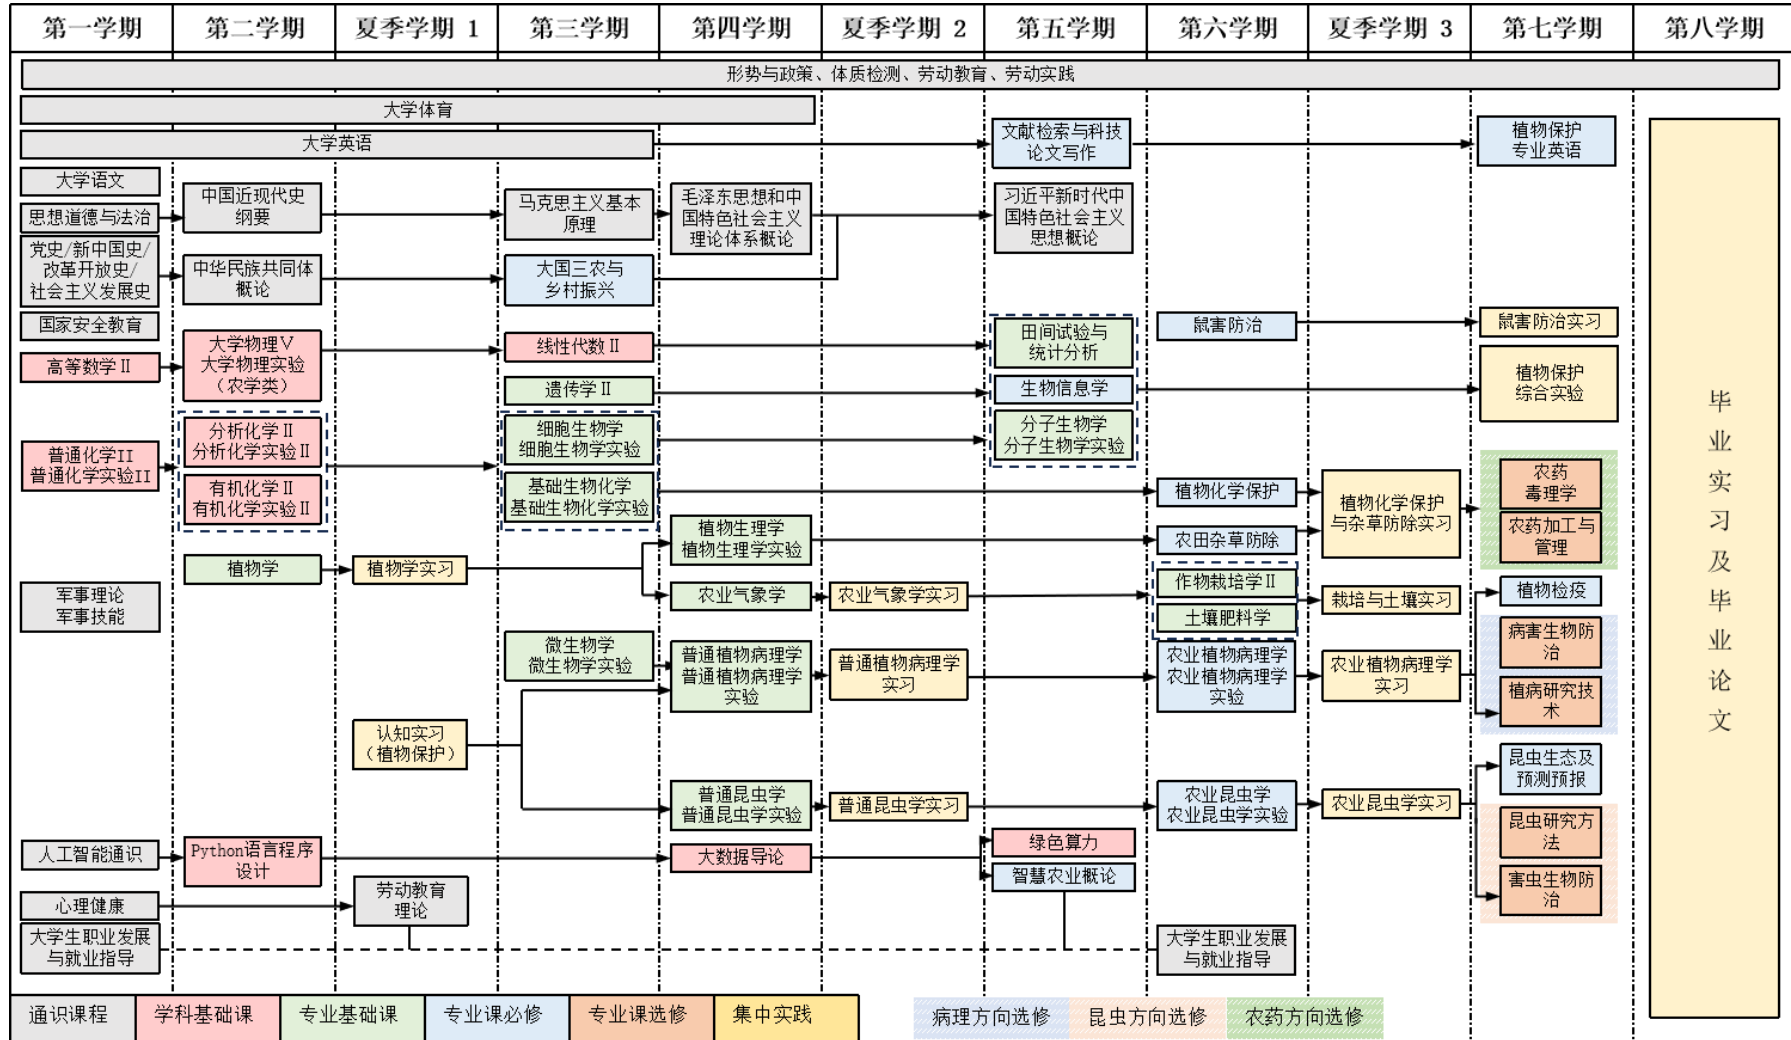 第一学期
第二学期
夏季学期 1
第三学期
第四学期
夏季学期 2
第五学期
第六学期
夏季学期 3
第七学期
第八学期
形势与政策、体质检测、劳动教育、劳动实践
大学体育
大学英语
文献检索与科技
论文写作
植物保护
专业英语
大学语文
思想道德与法治
中国近现代史
纲要
马克思主义基本
原理
毛泽东思想和中
国特色社会主义
理论体系概论
习近平新时代中
国特色社会主义
思想概论
党史/新中国史/
改革开放史/
社会主义发展史
中华民族共同体
概论
大国三农与
乡村振兴
国家安全教育
高等数学Ⅱ
大学物理Ⅴ
大学物理实验
（农学类）
线性代数Ⅱ
田间试验与
统计分析
鼠害防治
鼠害防治实习
遗传学Ⅱ
生物信息学
植物保护
综合实验
普通化学II
普通化学实验II
分析化学Ⅱ
分析化学实验Ⅱ
有机化学Ⅱ
有机化学实验Ⅱ
细胞生物学
细胞生物学实验
基础生物化学
基础生物化学实验
分子生物学
分子生物学实验
植物化学保护
植物化学保护
与杂草防除实习
农药
毒理学
农药加工与
管理
植物生理学
植物生理学实验
农田杂草防除
植物学
植物学实习
农业气象学
农业气象学实习
作物栽培学Ⅱ
土壤肥料学
栽培与土壤实习
植物检疫
军事理论
军事技能
微生物学
微生物学实验
普通植物病理学
普通植物病理学
实验
普通植物病理学
实习
农业植物病理学
农业植物病理学
实验
农业植物病理学
实习
病害生物防
治
植病研究技
术
认知实习
（植物保护）
普通昆虫学
普通昆虫学实验
普通昆虫学实习
农业昆虫学
农业昆虫学实验
农业昆虫学实习
昆虫生态及
预测预报
昆虫研究方
法
害虫生物防
治
人工智能通识
Python语言程序
设计
大数据导论
绿色算力
智慧农业概论
心理健康
劳动教育
理论
大学生职业发展
与就业指导
大学生职业发展
与就业指导
毕业实习及毕业论文
通识课程
学科基础课
专业基础课
专业课必修
专业课选修
集中实践
病理方向选修
昆虫方向选修
农药方向选修